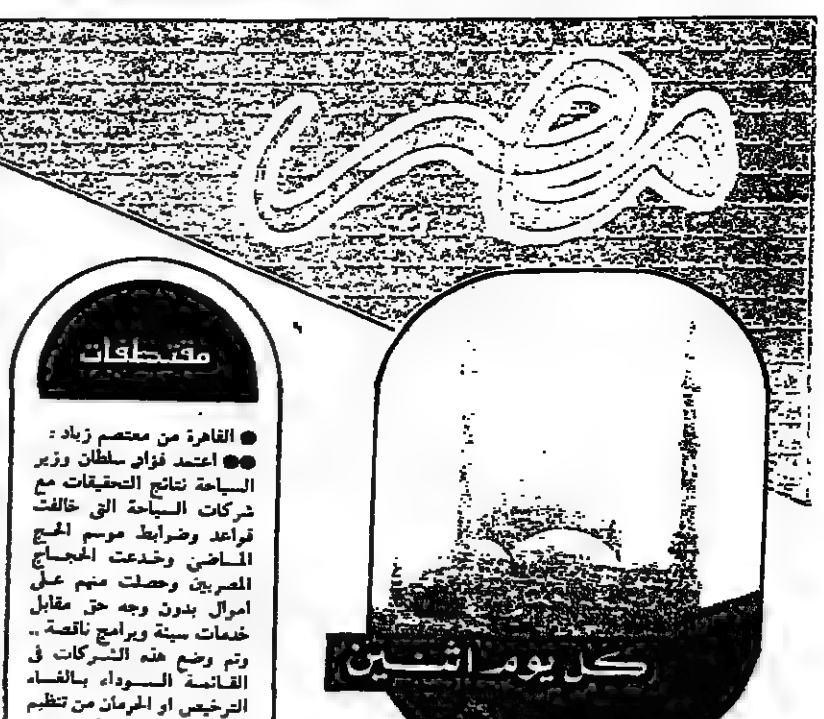 مصر
مقتطفات
كل يوم اثنين
● القاهرة من معتصم زياد :
●● اعتمد فؤاد سلطان وزير
السياحة نتائج التحقيقات مع
شركات السياحة التي خالفت
قواعد وضوابط موسم الحج
الماضى وخدعت الحجاج
المصريين وحصلت منهم على
اموال بدون وجه حق مقابل
خدمات سيئة وبرامج ناقصة ..
وتم وضع هذه الشركات فى
القائمة السوداء بالغاء
الترخيص او الحرمان من تنظيم